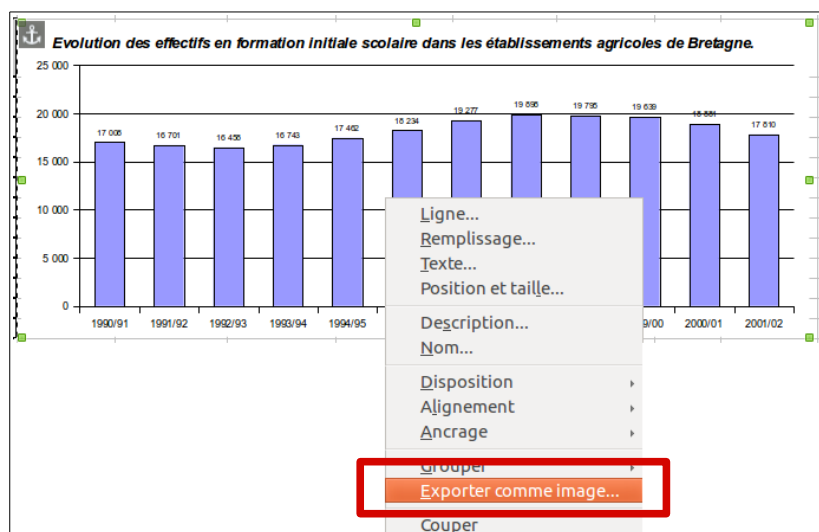 Evolution des effectifs en formation initiale scolaire dans les établissements agricoles de Bretagne.
25 000
20 000
15 000
10 000
5 000
0
17 006 16 701 16 456 16 743 17 462 18 234 19 277 19 896 19 795 19 639 18 881 17 810
1990/91 1991/92 1992/93 1993/94 1994/95 9/00 2000/01 2001/02
Ligne...
Remplissage...
Texte...
Position et taille...
Description...
Nom...
Disposition
Alignement
Ancrage
Grouper
Exporter comme image...
Couper